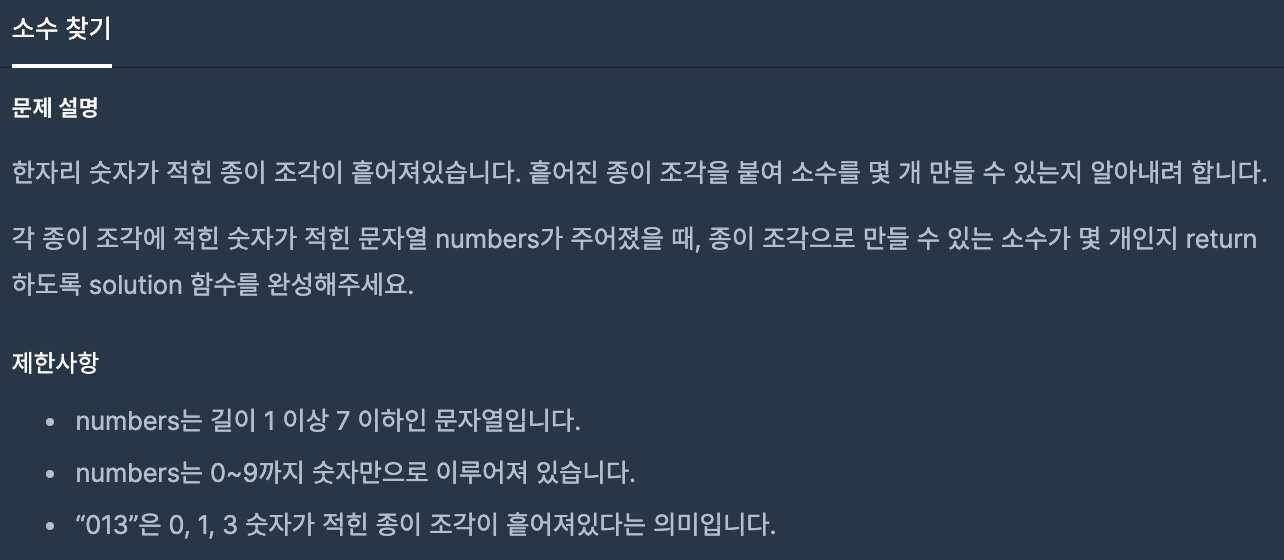 소수 찾기
문제 설명
한자리 숫자가 적힌 종이 조각이 흩어져있습니다. 흩어진 종이 조각을 붙여 소수를 몇 개 만들 수 있는지 알아내려 합니다.
각 종이 조각에 적힌 숫자가 적힌 문자열 numbers가 주어졌을 때, 종이 조각으로 만들 수 있는 소수가 몇 개인지 return
하도록 solution 함수를 완성해주세요.
제한사항
• numbers는 길이 1 이상 7 이하인 문자열입니다.
• numbers는 0~9까지 숫자만으로 이루어져 있습니다.
• “013”은 0, 1, 3 숫자가 적힌 종이 조각이 흩어져있다는 의미입니다.